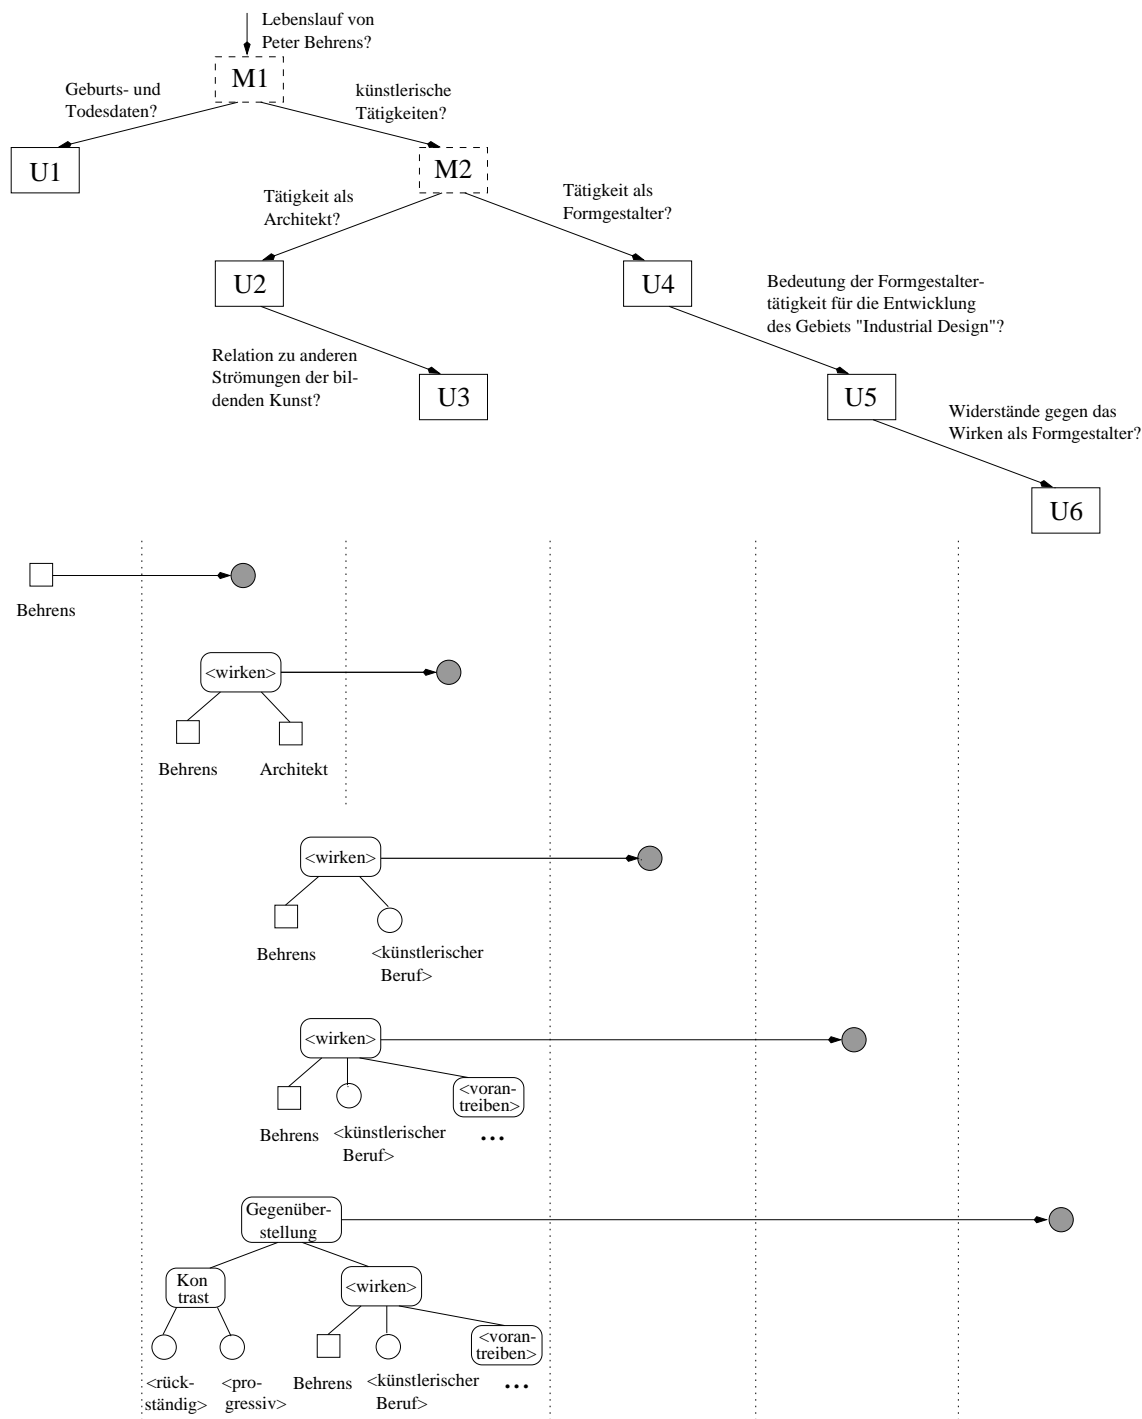 Lebenslauf von
Peter Behrens?
M1
Geburts- und
Todesdaten?
künstlerische
Tätigkeiten?
U1
M2
Tätigkeit als
Architekt?
Tätigkeit als
Formgestalter?
U2
U4
Bedeutung der Formgestalter-
tätigkeit für die Entwicklung
des Gebiets "Industrial Design"?
Relation zu anderen
Strömungen der bil-
denden Kunst?
U3
U5
Widerstände gegen das
Wirken als Formgestalter?
U6
Behrens
<wirken>
Behrens
Architekt
<wirken>
Behrens
<künstlerischer
Beruf>
<wirken>
<voran-
treiben>
Behrens
<künstlerischer
Beruf>
...
Gegenüber-
stellung
Kon
trast
<wirken>
<voran-
treiben>
<rück-
ständig>
<pro-
gressiv>
Behrens
<künstlerischer
Beruf>
...